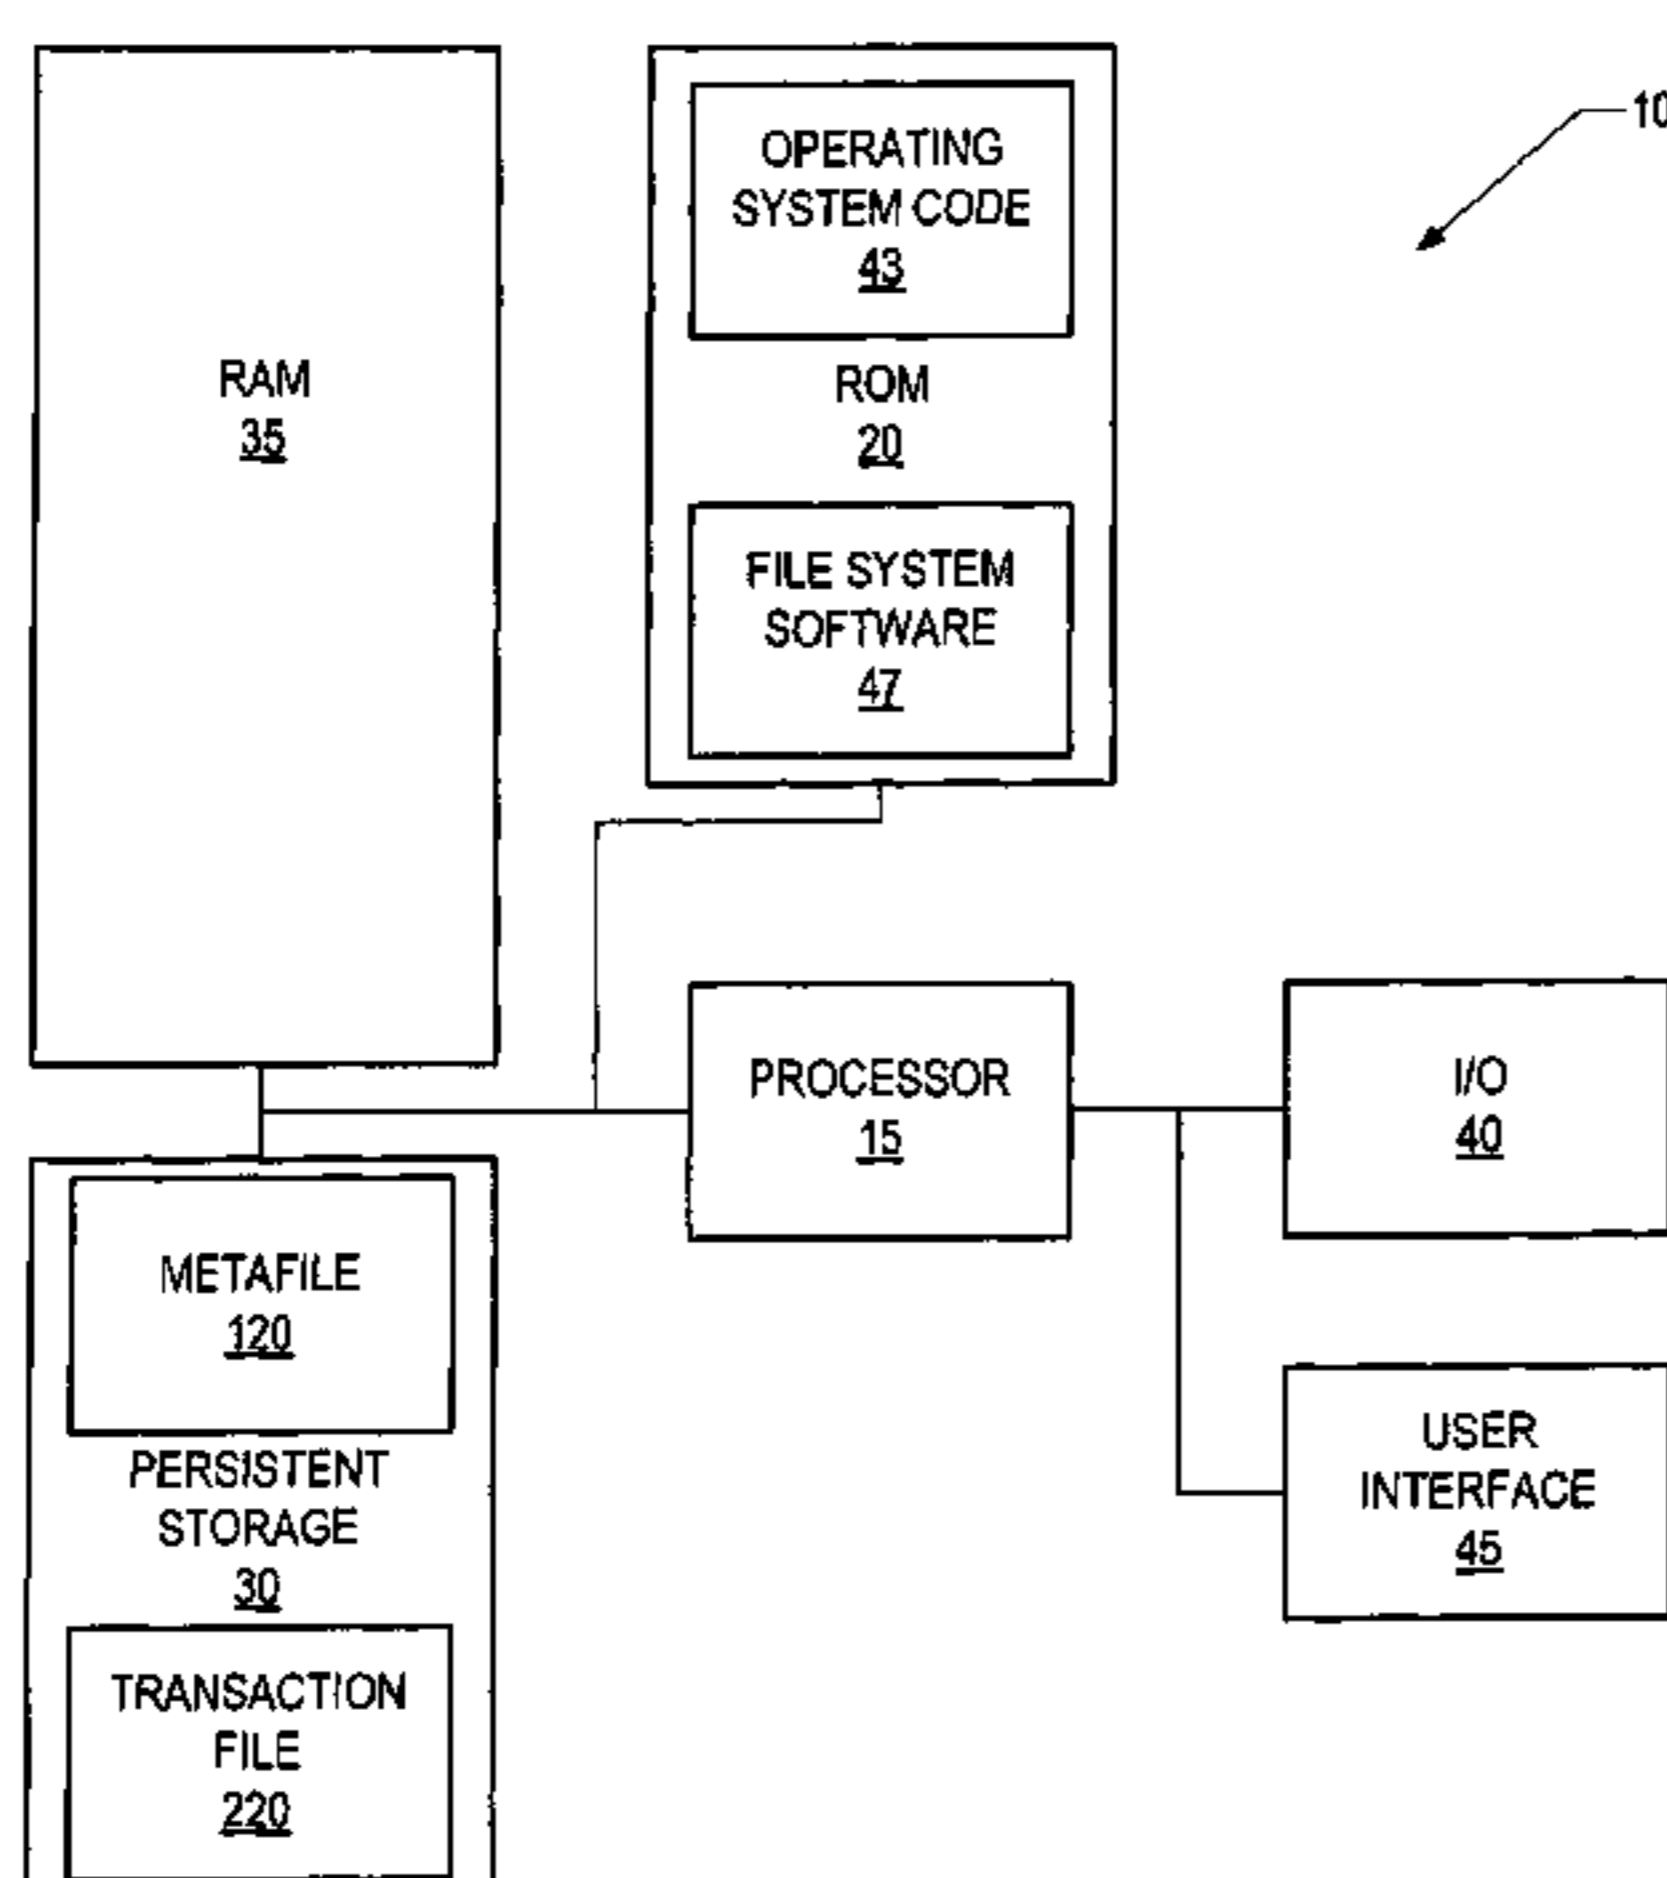 OPERATING
SYSTEM CODE
43
10
RAM
35
ROM
20
FILE SYSTEM
SOFTWARE
47
PROCESSOR
15
I/O
40
METAFILE
120
PERSISTENT
STORAGE
30
USER
INTERFACE
45
TRANSACTION
FILE
220